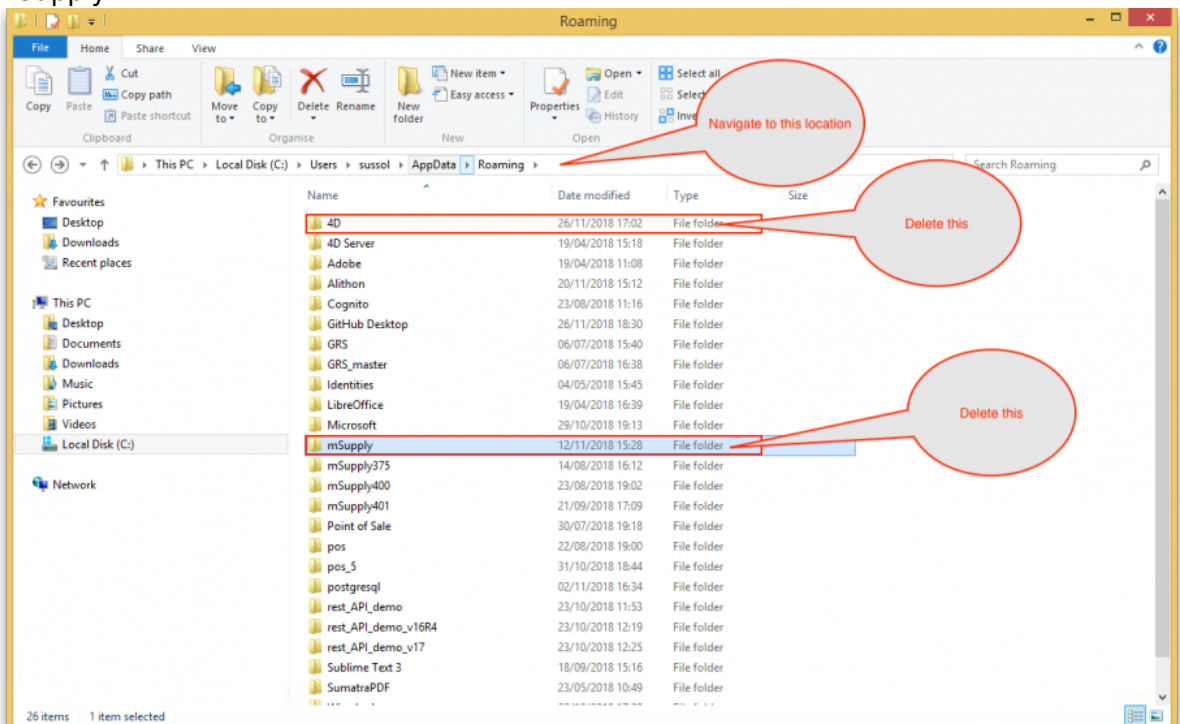 Supply
Roaming
File Home Share View
Copy
Paste
Cut
Copy path
Paste shortcut
Clipboard
Move to
Copy to
Delete
Rename
Organise
New folder
New item
Easy access
New
Properties
Open
Edit
History
Open
Select all
Navigate to this location
This PC Local Disk (C:) Users sussol AppData Roaming
Search Roaming
Name Date modified Type Size
Favourites
Desktop
Downloads
Recent places
This PC
Desktop
Documents
Downloads
Music
Pictures
Videos
Local Disk (C:)
Network
4D 26/11/2018 17:02 File folder
Delete this
4D Server 19/04/2018 15:18 File folder
Adobe 19/04/2018 11:08 File folder
Alithon 20/11/2018 15:12 File folder
Cognito 23/08/2018 11:16 File folder
GitHub Desktop 26/11/2018 18:30 File folder
GRS 06/07/2018 15:40 File folder
GRS_master 06/07/2018 16:38 File folder
Identities 04/05/2018 15:45 File folder
LibreOffice 19/04/2018 16:39 File folder
Microsoft 29/10/2018 19:13 File folder
Delete this
mSupply 12/11/2018 15:28 File folder
mSupply375 14/08/2018 16:12 File folder
mSupply400 23/08/2018 19:02 File folder
mSupply401 21/09/2018 17:09 File folder
Point of Sale 30/07/2018 19:18 File folder
pos 22/08/2018 19:00 File folder
pos_5 31/10/2018 18:44 File folder
postgresql 02/11/2018 16:34 File folder
rest_API_demo 23/10/2018 11:53 File folder
rest_API_demo_v16R4 23/10/2018 12:19 File folder
rest_API_demo_v17 23/10/2018 12:25 File folder
Sublime Text 3 18/09/2018 15:16 File folder
SumatraPDF 23/05/2018 10:49 File folder
26 items 1 item selected